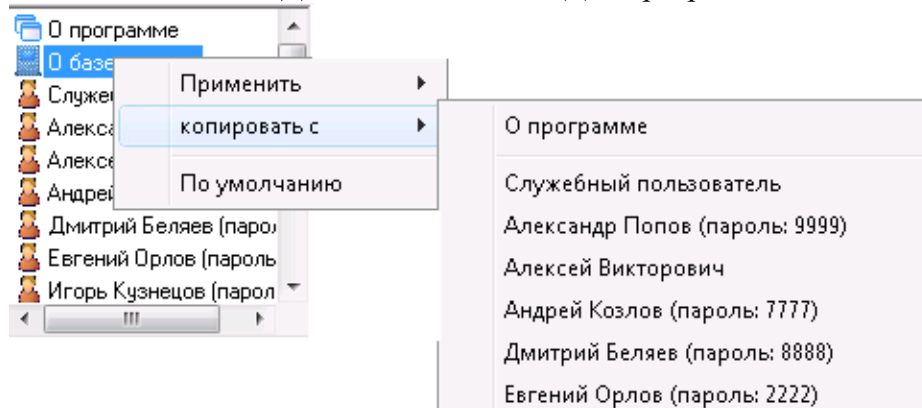 О программе
О базе
Служе
Алекса
Алексе
Андрей
Дмитрий Беляев (паро
Евгений Орлов (пароль
Игорь Кузнецов (парол
Применить
копировать с
По умолчанию
О программе
Служебный пользователь
Александр Попов (пароль: 9999)
Алексей Викторович
Андрей Козлов (пароль: 7777)
Дмитрий Беляев (пароль: 8888)
Евгений Орлов (пароль: 2222)